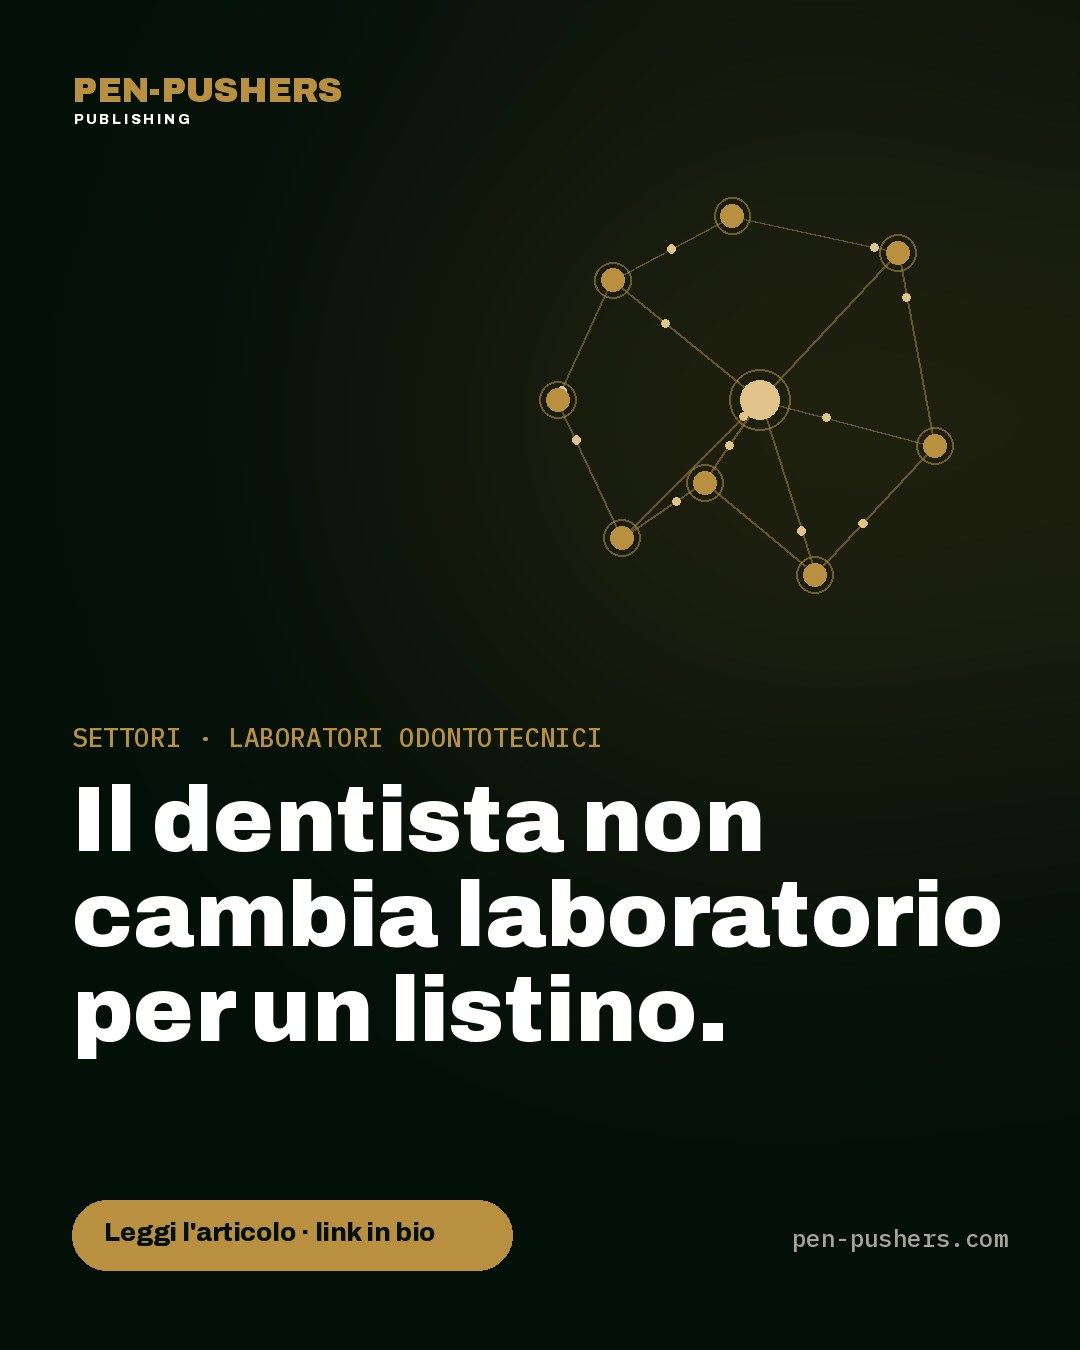 PEN-PUSHERS
PUBLISHING
SETTORI · LABORATORI ODONTOTECNICI
Il dentista non
cambia laboratorio
per un listino.
Leggi l'articolo · link in bio
pen-pushers.com